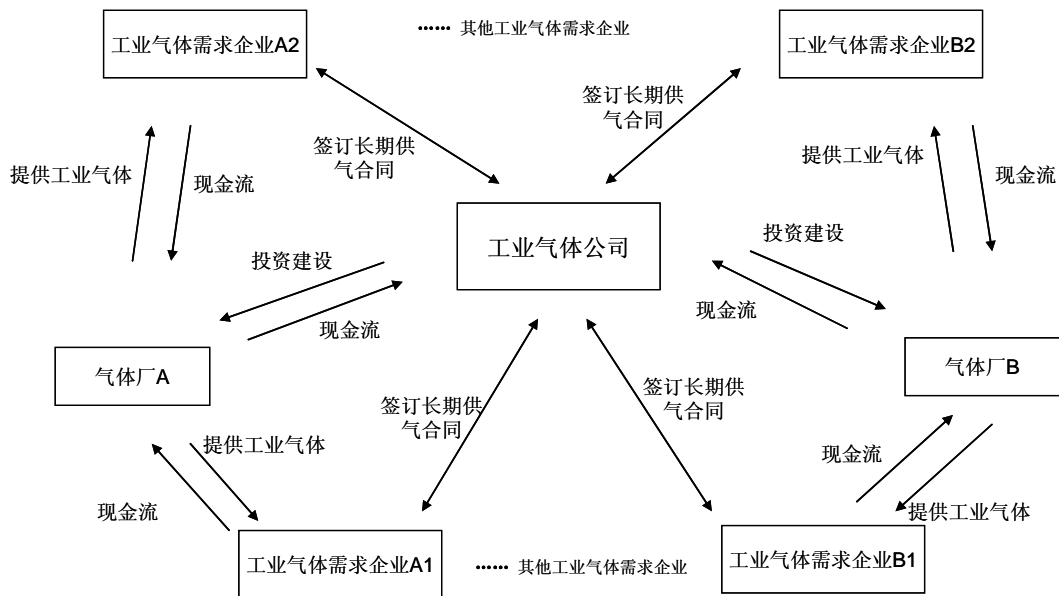 工业气体需求企业A2
•••••• 其他工业气体需求企业
工业气体需求企业B2
签订长期供
气合同
签订长期供
气合同
提供工业气体
现金流
提供工业气体
现金流
工业气体公司
投资建设
现金流
投资建设
现金流
气体厂A
气体厂B
签订长期供
气合同
签订长期供
气合同
提供工业气体
现金流
现金流
提供工业气体
工业气体需求企业A1
•••••• 其他工业气体需求企业
工业气体需求企业B1